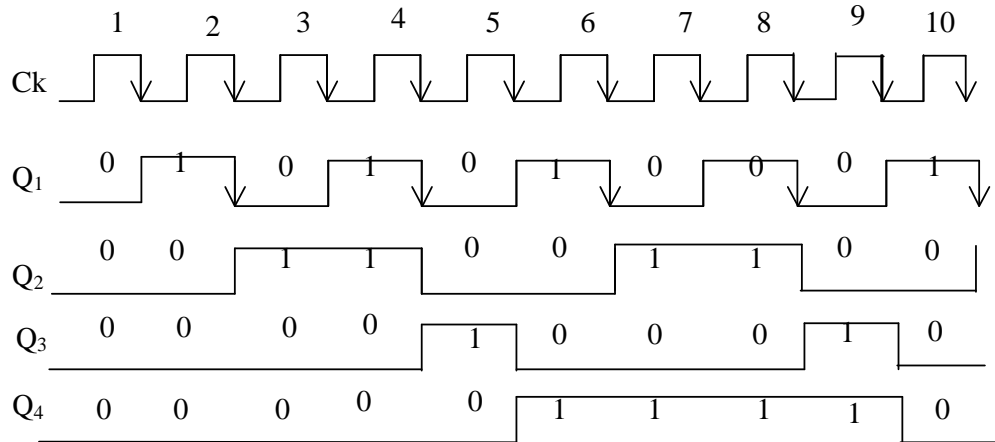 1 2 3 4 5 6 7 8 9 10
Ck
0 1 0 1 0 1 0 0 0 1
Q₁
0 0 1 1 0 0 1 1 0 0
Q₂
0 0 0 0 1 0 0 0 1 0
Q₃
0 0 0 0 0 1 1 1 1 0
Q₄